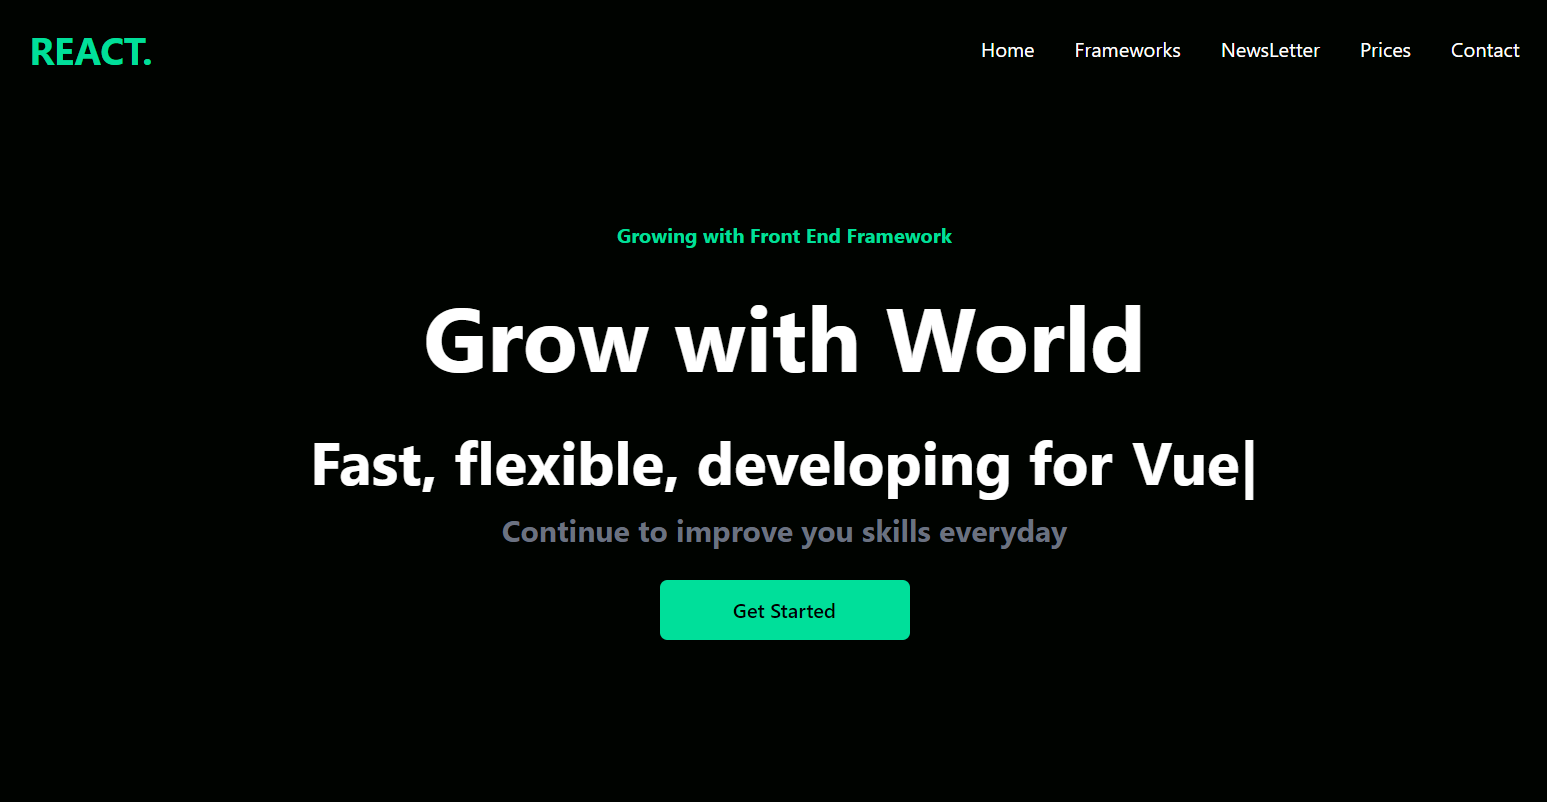 REACT.
Home Frameworks NewsLetter Prices Contact
Growing with Front End Framework
Grow with World
Fast, flexible, developing for Vue|
Continue to improve you skills everyday
Get Started